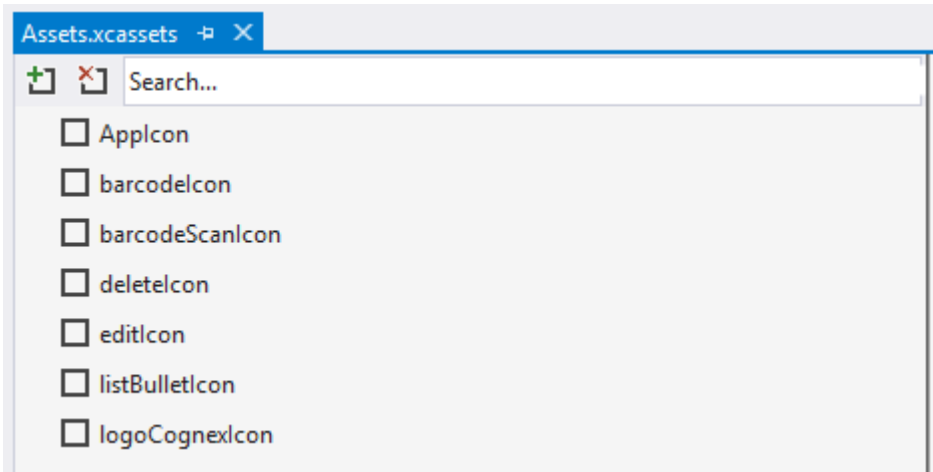 Assets.xcassets
Search...
AppIcon
barcodeIcon
barcodeScanIcon
deleteIcon
editIcon
listBulletIcon
logoCognexIcon